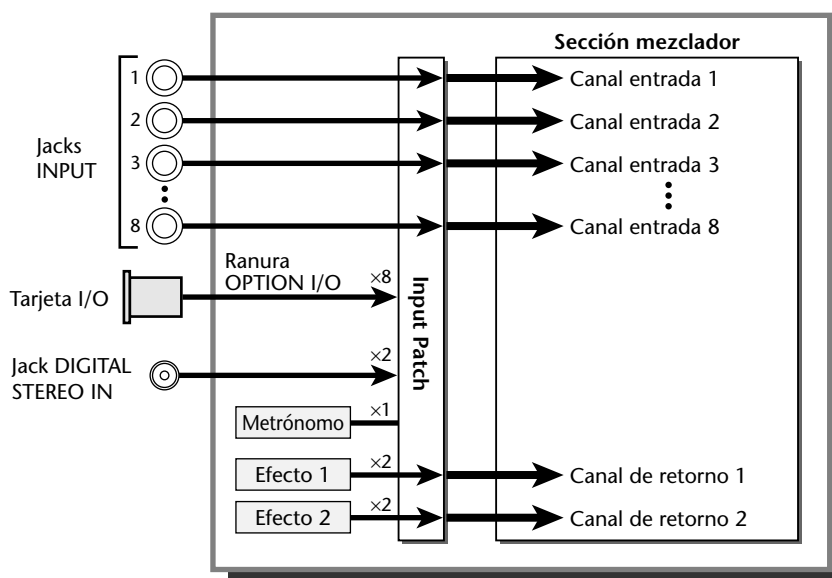 Sección mezclador
1
Canal entrada 1
2
Canal entrada 2
Jacks
INPUT
3
Canal entrada 3
8
Canal entrada 8
Ranura
OPTION I/O
×8
Tarjeta I/O
Input Patch
×2
Jack DIGITAL
STEREO IN
×1
Metrónomo
×2
Efecto 1
Canal de retorno 1
×2
Efecto 2
Canal de retorno 2